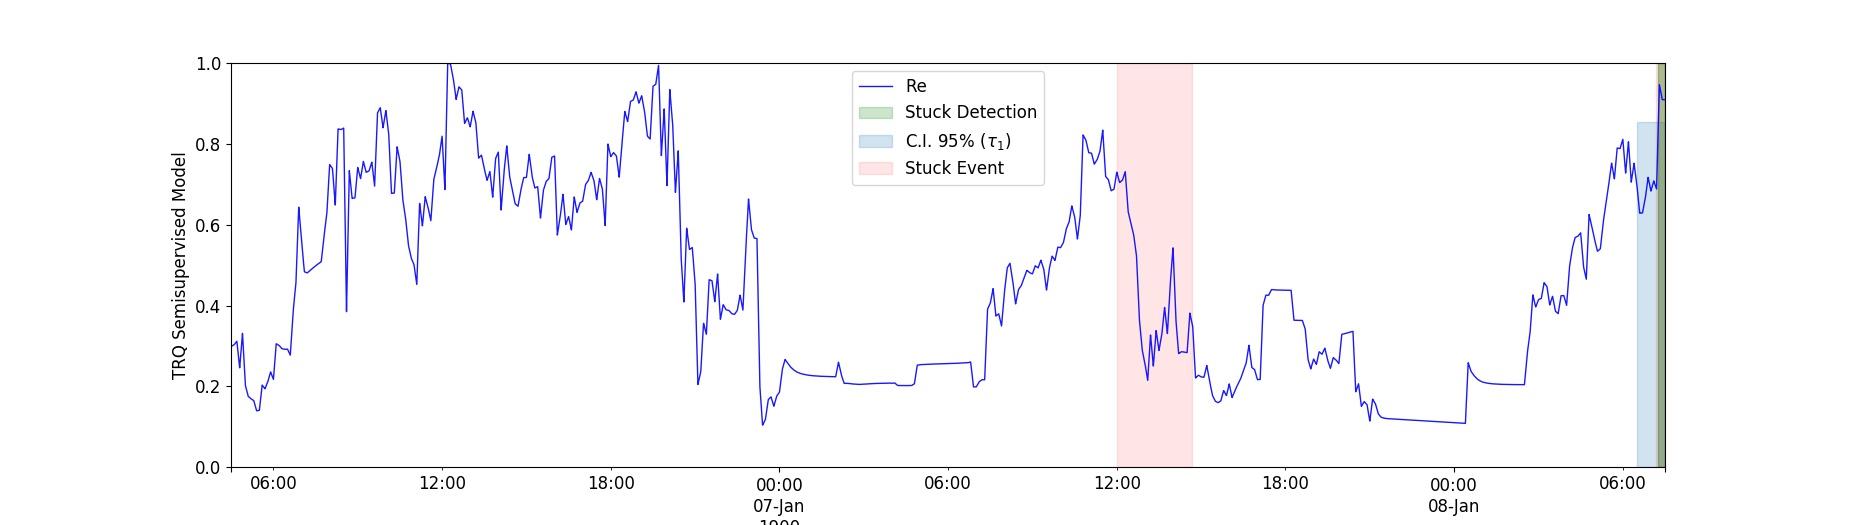 1.0
0.8
0.6
0.4
0.2
0.0
TRQ Semisupervised Model
Re
Stuck Detection
C.I. 95% (τ₁)
Stuck Event
06:00 12:00 18:00 00:00 06:00 12:00 18:00 00:00 06:00
07-Jan 08-Jan
1900